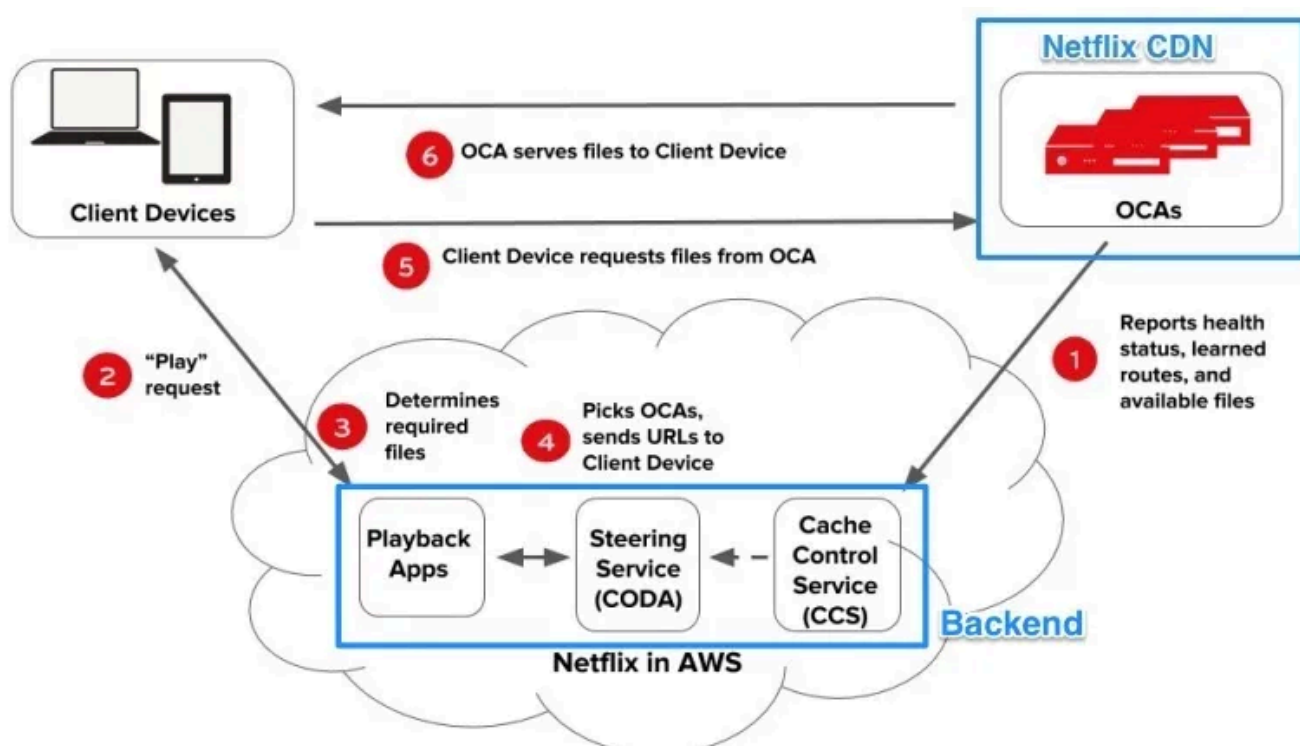 Netflix CDN
OCAs
Client Devices
6
OCA serves files to Client Device
5
Client Device requests files from OCA
1
Reports health
status, learned
routes, and
available files
2
“Play”
request
3
Determines
required
files
4
Picks OCAs,
sends URLs to
Client Device
Playback
Apps
Steering
Service
(CODA)
Cache
Control
Service
(CCS)
Backend
Netflix in AWS